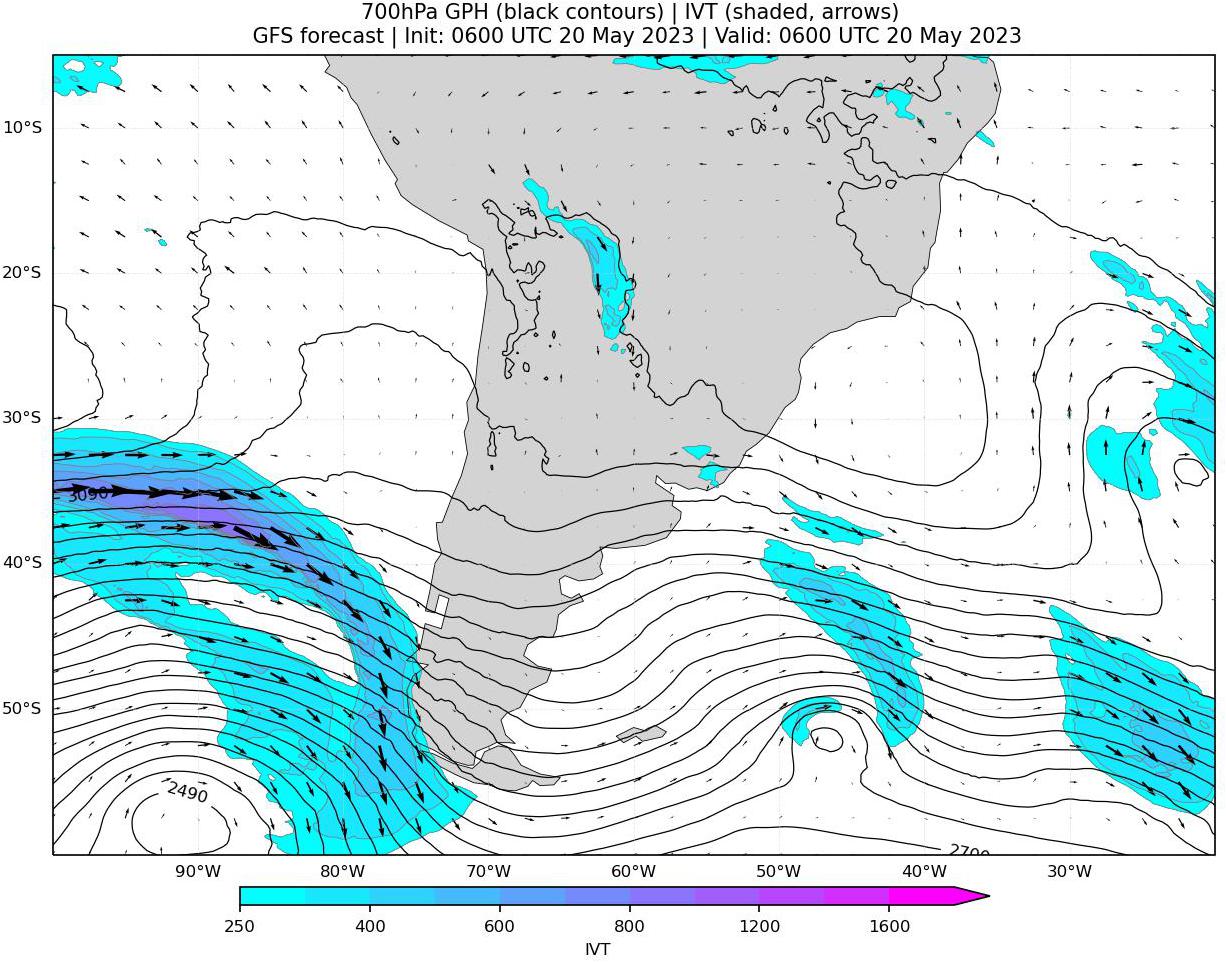 700hPa GPH (black contours) | IVT (shaded, arrows)
GFS forecast | Init: 0600 UTC 20 May 2023 | Valid: 0600 UTC 20 May 2023
10°S
20°S
30°S
3090
40°S
50°S
2490
2790
90°W 80°W 70°W 60°W 50°W 40°W 30°W
250 400 600 800 1200 1600
IVT